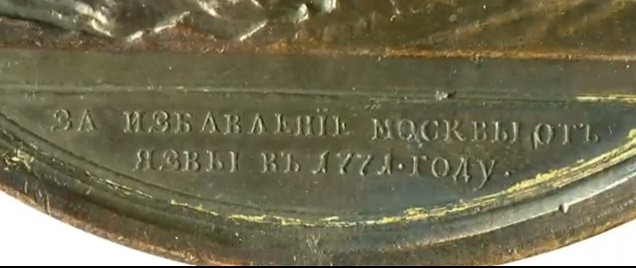 ЗА ИЗБАВЛЕНІЕ МОСКВЫ ОТЪ
ЯЗВЫ ВЪ 1771·ГОДУ.